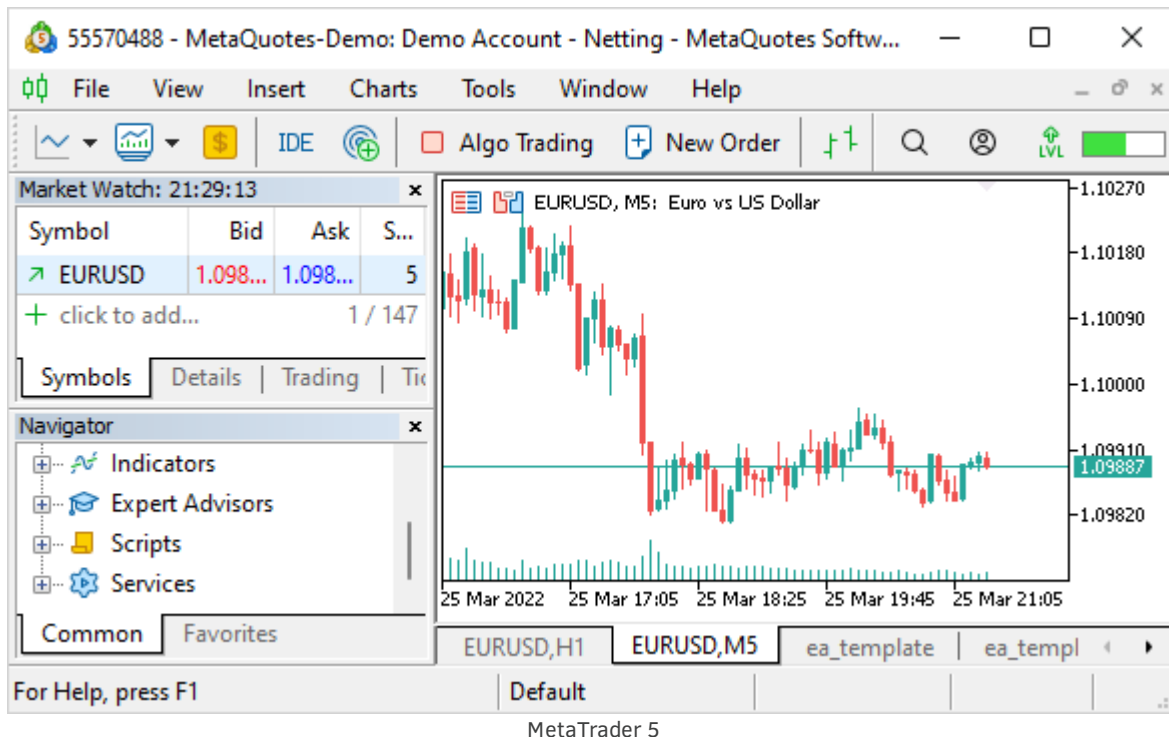 55570488 - MetaQuotes-Demo: Demo Account - Netting - MetaQuotes Softw...
File View Insert Charts Tools Window Help
IDE Algo Trading New Order LVL
Market Watch: 21:29:13
Symbol Bid Ask S...
EURUSD 1.098... 1.098... 5
click to add... 1 / 147
Symbols Details Trading Tic
Navigator
Indicators
Expert Advisors
Scripts
Services
Common Favorites
EURUSD, M5: Euro vs US Dollar
1.10270
1.10180
1.10090
1.10000
1.09910
1.09887
1.09820
25 Mar 2022 25 Mar 17:05 25 Mar 18:25 25 Mar 19:45 25 Mar 21:05
EURUSD,H1 EURUSD,M5 ea_template ea_templ
For Help, press F1 Default
MetaTrader 5